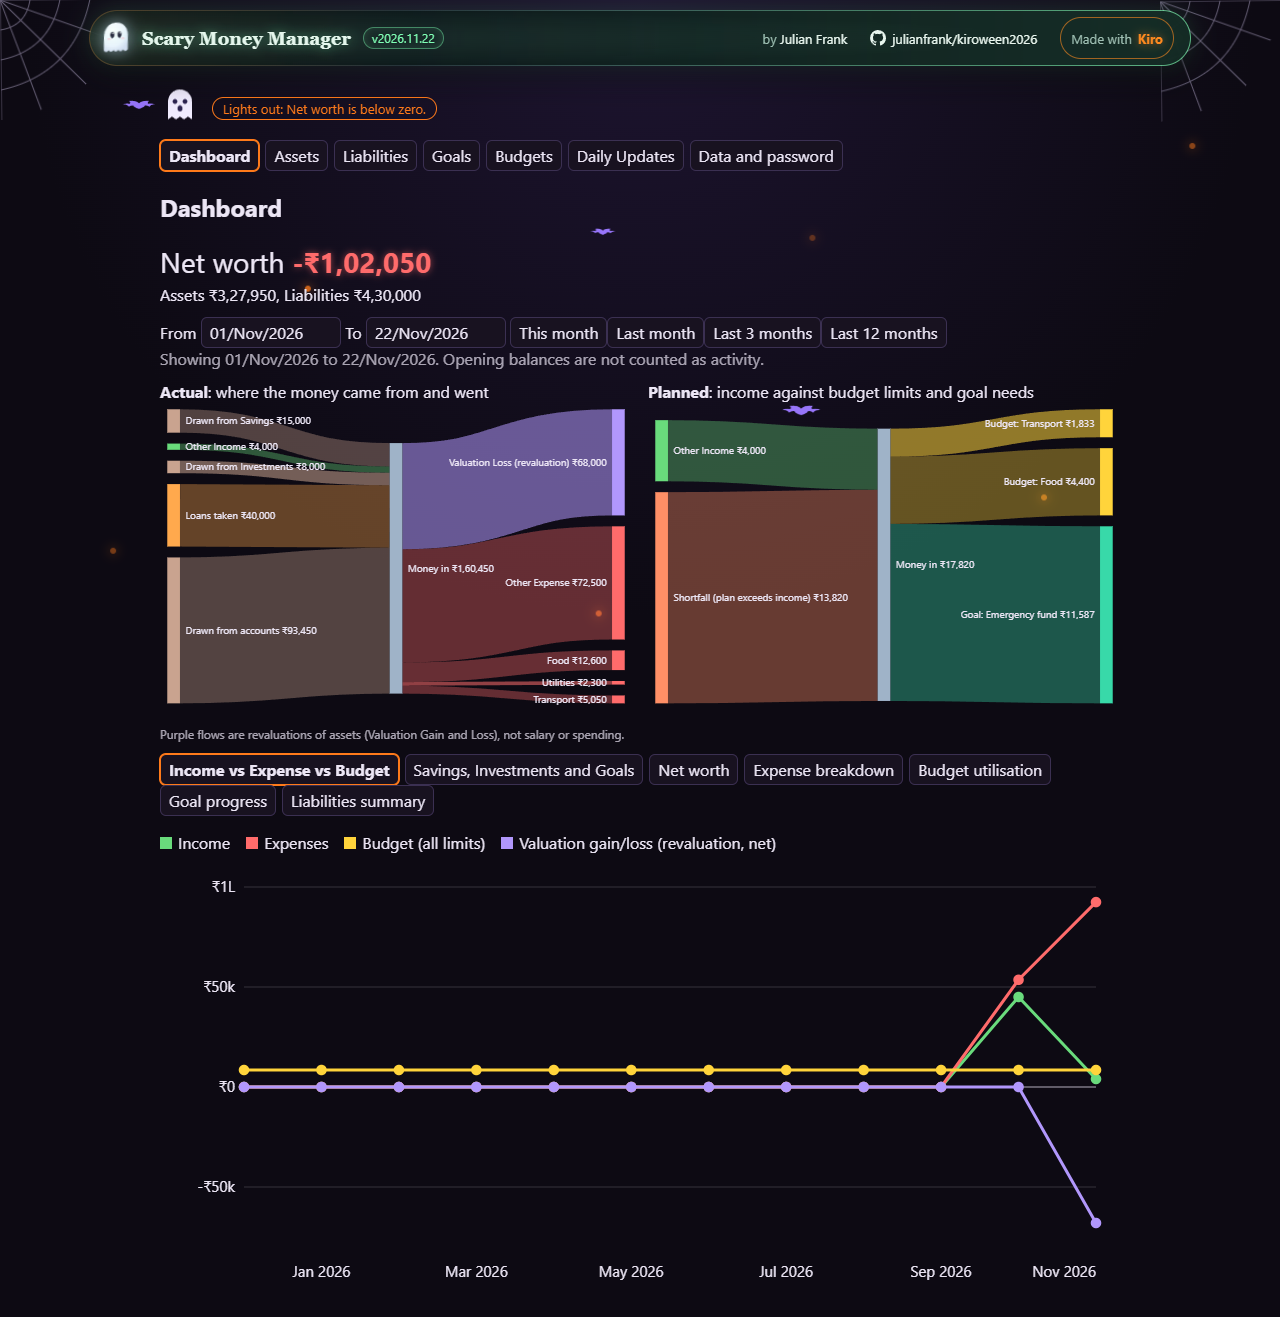 Scary Money Manager v2026.11.22 by Julian Frank julianfrank/kiroween2026 Made with Kiro
Lights out: Net worth is below zero.
Dashboard Assets Liabilities Goals Budgets Daily Updates Data and password
Dashboard
Net worth -₹1,02,050
Assets ₹3,27,950, Liabilities ₹4,30,000
From 01/Nov/2026 To 22/Nov/2026 This month Last month Last 3 months Last 12 months
Showing 01/Nov/2026 to 22/Nov/2026. Opening balances are not counted as activity.
Actual: where the money came from and went
Drawn from Savings ₹15,000
Other Income ₹4,000
Drawn from Investments ₹8,000
Loans taken ₹40,000
Drawn from accounts ₹93,450
Money in ₹1,60,450
Valuation Loss (revaluation) ₹68,000
Other Expense ₹72,500
Food ₹12,600
Utilities ₹2,300
Transport ₹5,050
Planned: income against budget limits and goal needs
Other Income ₹4,000
Shortfall (plan exceeds income) ₹13,820
Money in ₹17,820
Budget: Transport ₹1,833
Budget: Food ₹4,400
Goal: Emergency fund ₹11,587
Purple flows are revaluations of assets (Valuation Gain and Loss), not salary or spending.
Income vs Expense vs Budget Savings, Investments and Goals Net worth Expense breakdown Budget utilisation
Goal progress Liabilities summary
Income Expenses Budget (all limits) Valuation gain/loss (revaluation, net)
₹1L
₹50k
₹0
-₹50k
Jan 2026 Mar 2026 May 2026 Jul 2026 Sep 2026 Nov 2026